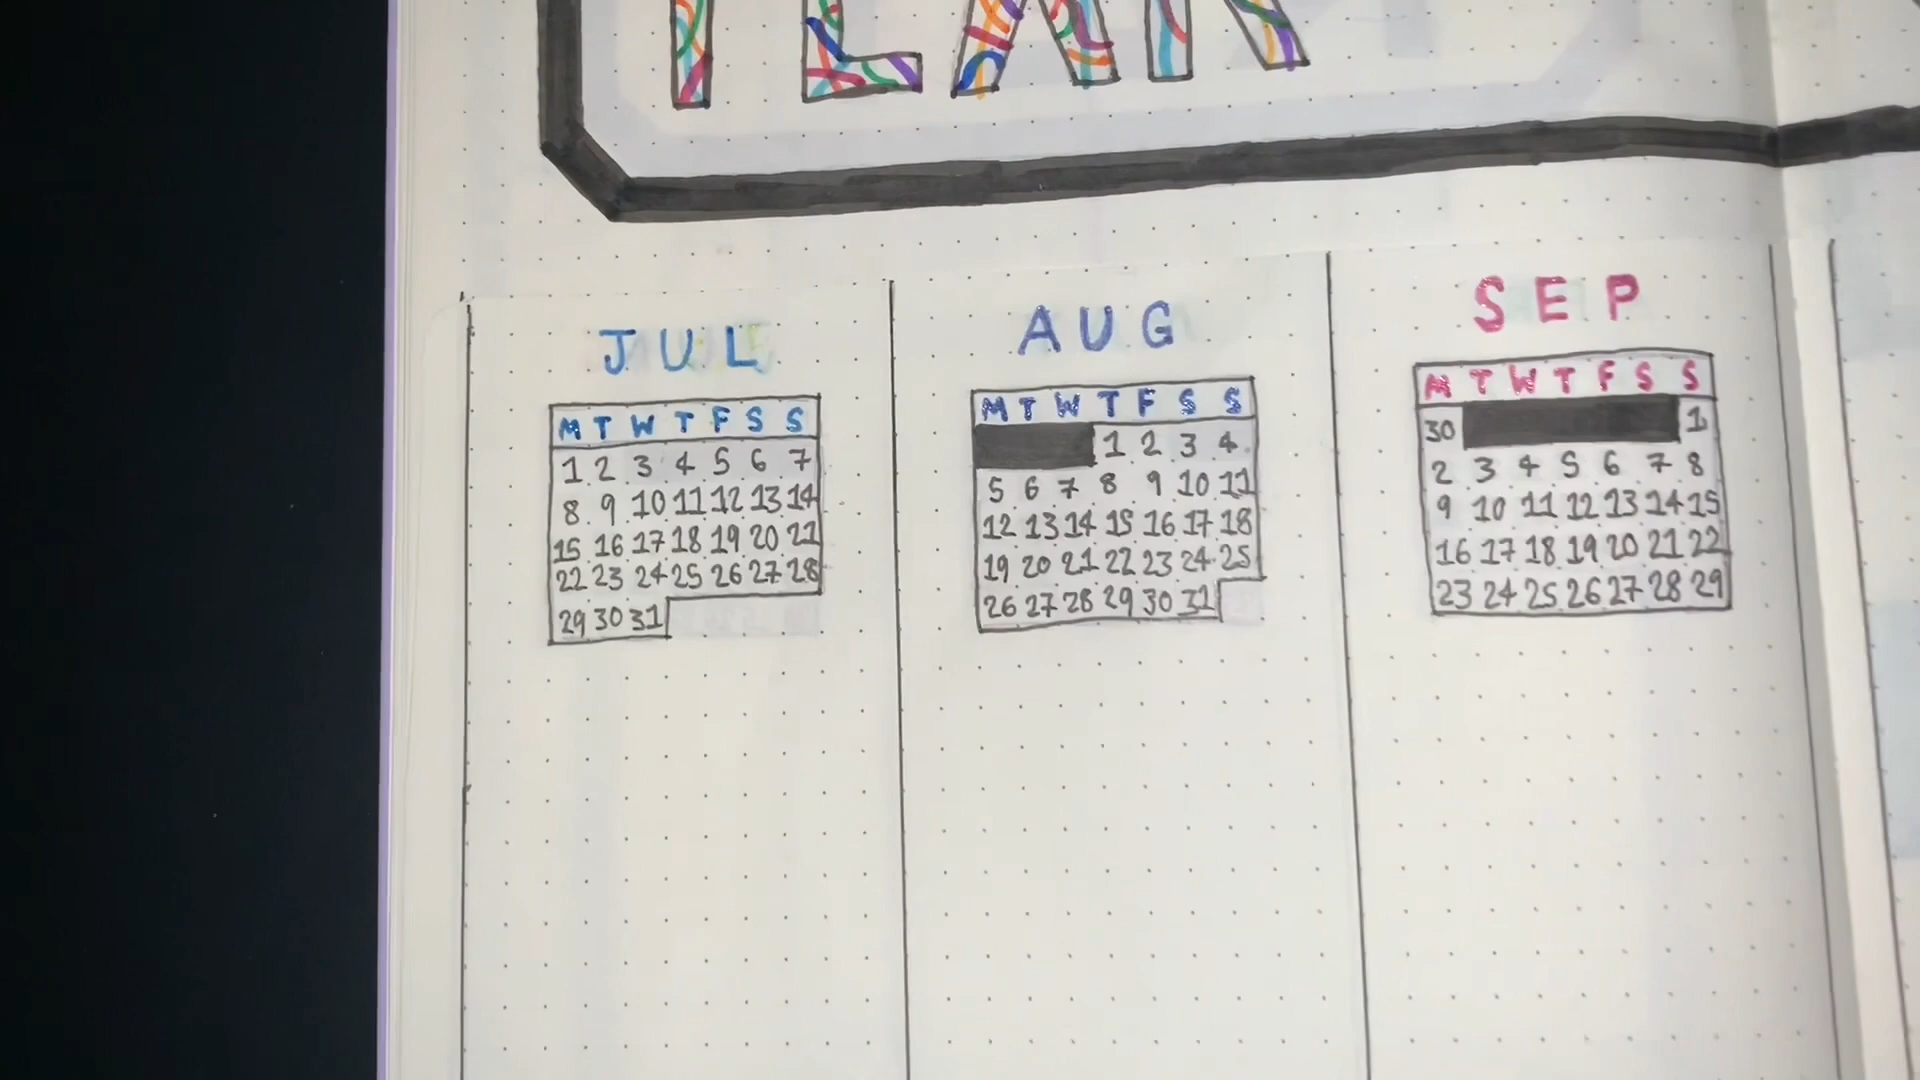 YEAR
JUL
M T W T F S S
1 2 3 4 5 6 7
8 9 10 11 12 13 14
15 16 17 18 19 20 21
22 23 24 25 26 27 28
29 30 31
AUG
M T W T F S S
1 2 3 4
5 6 7 8 9 10 11
12 13 14 15 16 17 18
19 20 21 22 23 24 25
26 27 28 29 30 31
SEP
M T W T F S S
30 1
2 3 4 5 6 7 8
9 10 11 12 13 14 15
16 17 18 19 20 21 22
23 24 25 26 27 28 29